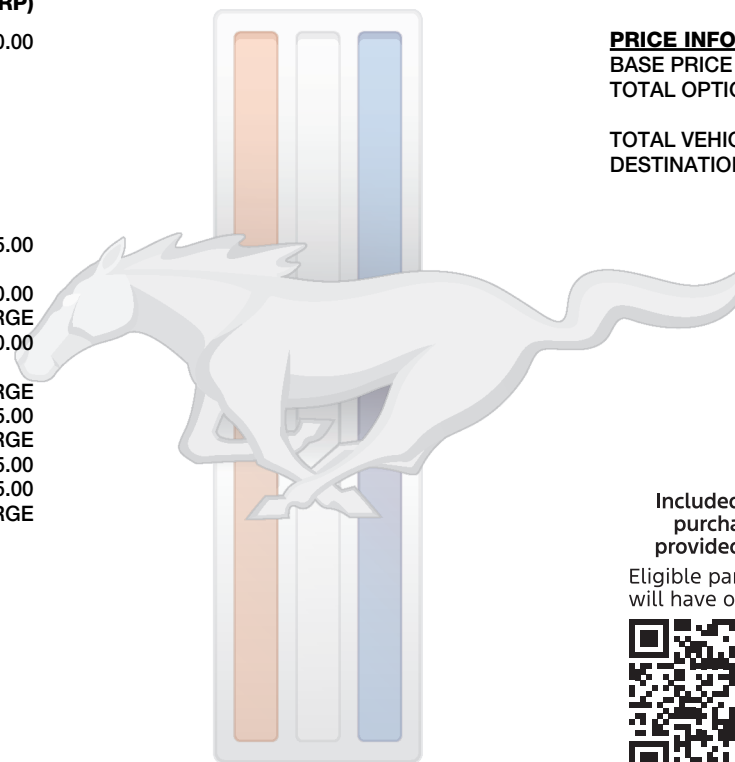 RP)
0.00
5.00
0.00
RGE
0.00
RGE
5.00
RGE
5.00
5.00
RGE
PRICE INFO
BASE PRICE
TOTAL OPTIO
TOTAL VEHIC
DESTINATION
Included
purcha
provided
Eligible par
will have o